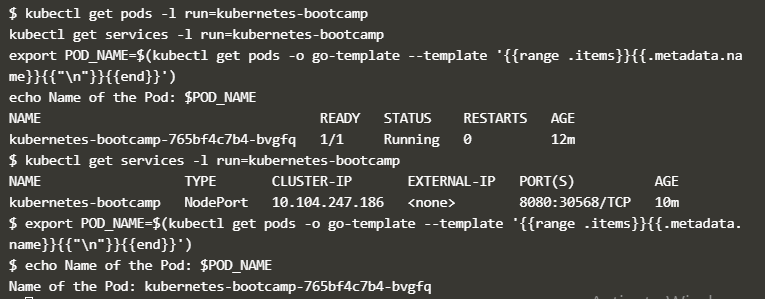 $ kubectl get pods -l run=kubernetes-bootcamp
kubectl get services -l run=kubernetes-bootcamp
export POD_NAME=$(kubectl get pods -o go-template --template '{{range .items}}{{.metadata.na
me}}{{"\n"}}{{end}}')
echo Name of the Pod: $POD_NAME
NAME READY STATUS RESTARTS AGE
kubernetes-bootcamp-765bf4c7b4-bvgfq 1/1 Running 0 12m
$ kubectl get services -l run=kubernetes-bootcamp
NAME TYPE CLUSTER-IP EXTERNAL-IP PORT(S) AGE
kubernetes-bootcamp NodePort 10.104.247.186 <none> 8080:30568/TCP 10m
$ export POD_NAME=$(kubectl get pods -o go-template --template '{{range .items}}{{.metadata.
name}}{{"\n"}}{{end}}')
$ echo Name of the Pod: $POD_NAME
Name of the Pod: kubernetes-bootcamp-765bf4c7b4-bvgfq